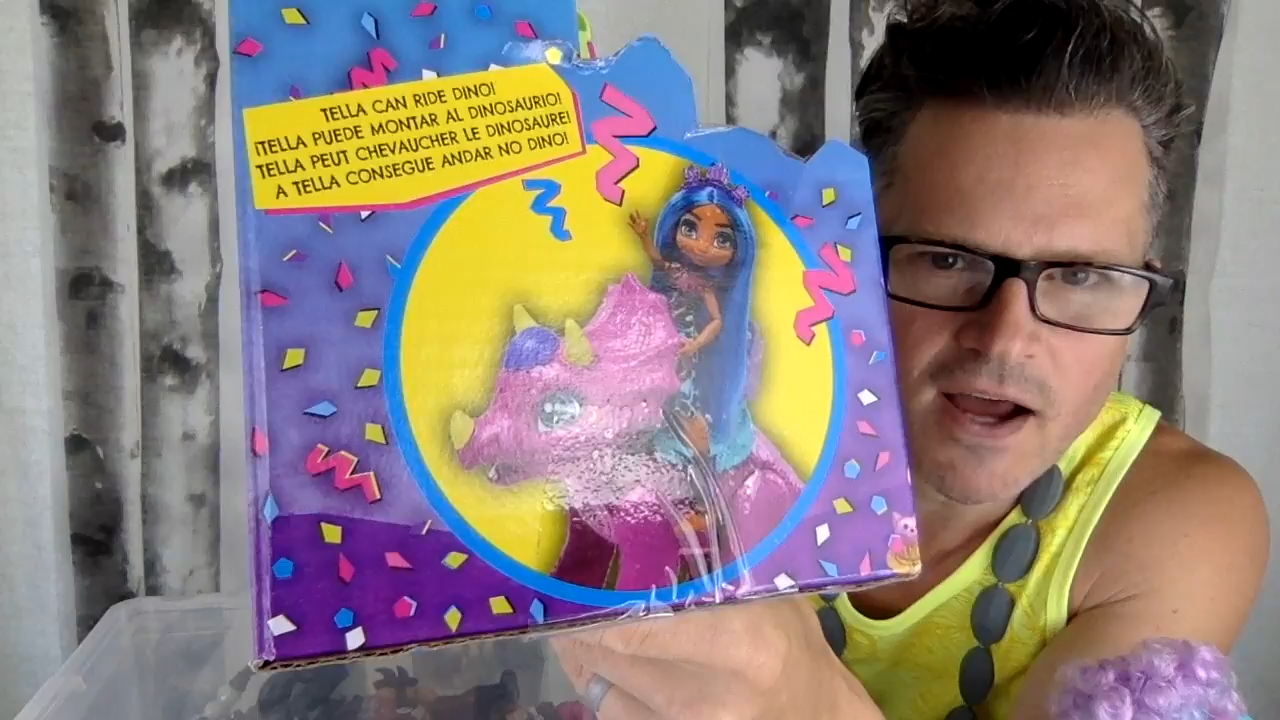 TELLA CAN RIDE DINO!
¡TELLA PUEDE MONTAR AL DINOSAURIO!
TELLA PEUT CHEVAUCHER LE DINOSAURE!
A TELLA CONSEGUE ANDAR NO DINO!